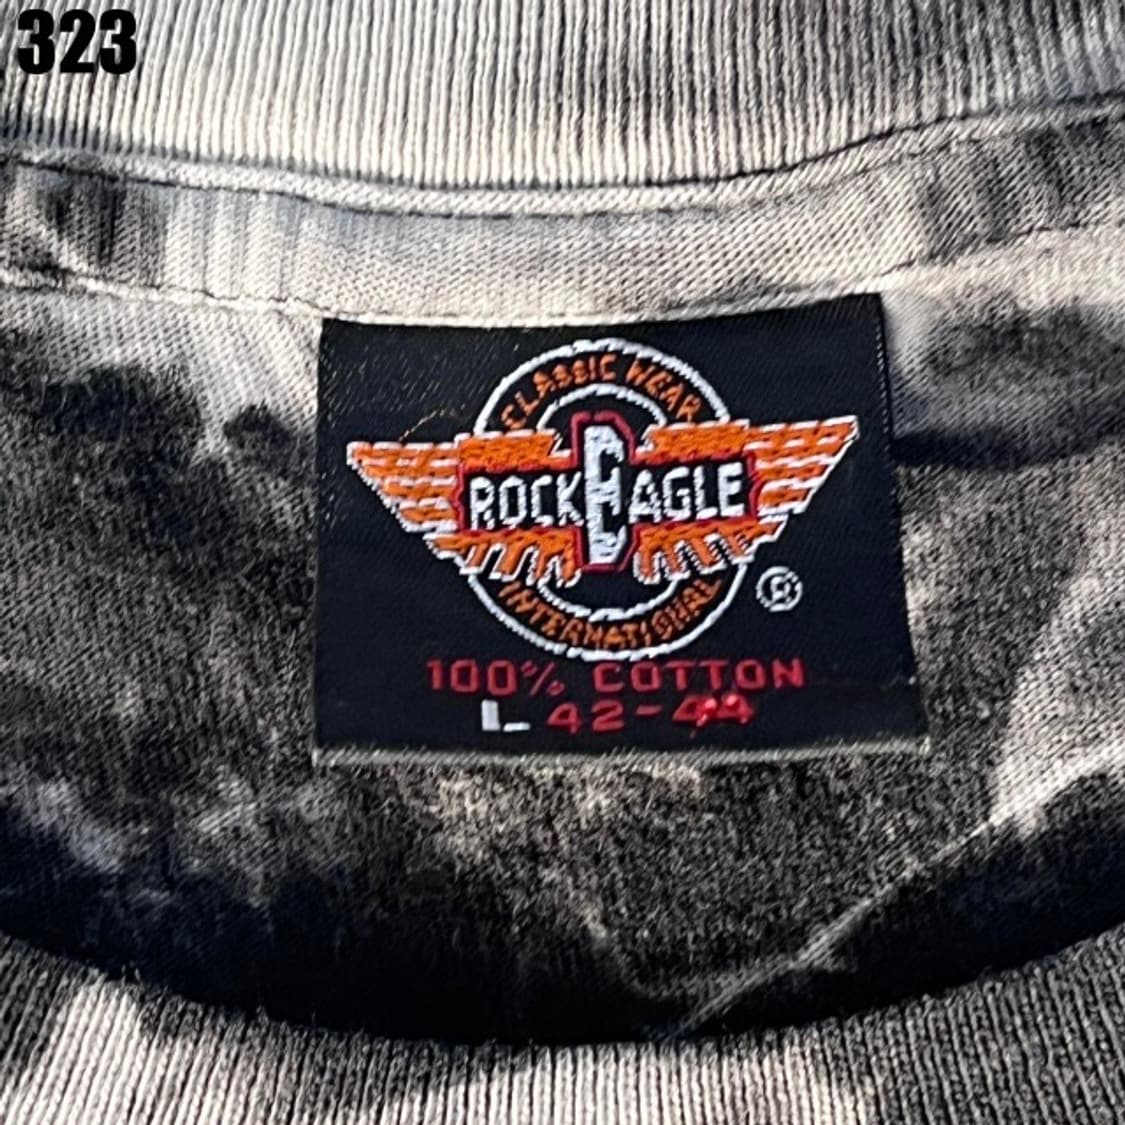 323
CLASSIC WEAR
ROCK EAGLE
INTERNATIONAL
®
100% COTTON
L 42-44